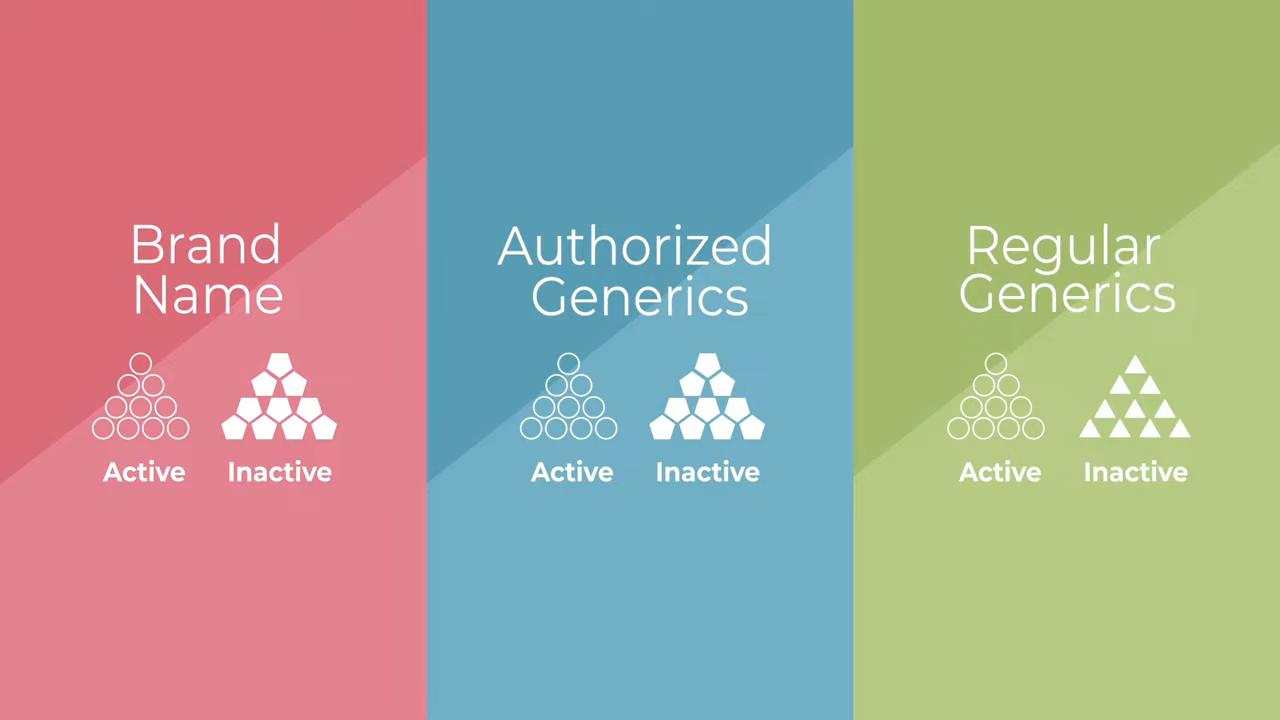 Brand
Name
Active Inactive
Authorized
Generics
Active Inactive
Regular
Generics
Active Inactive